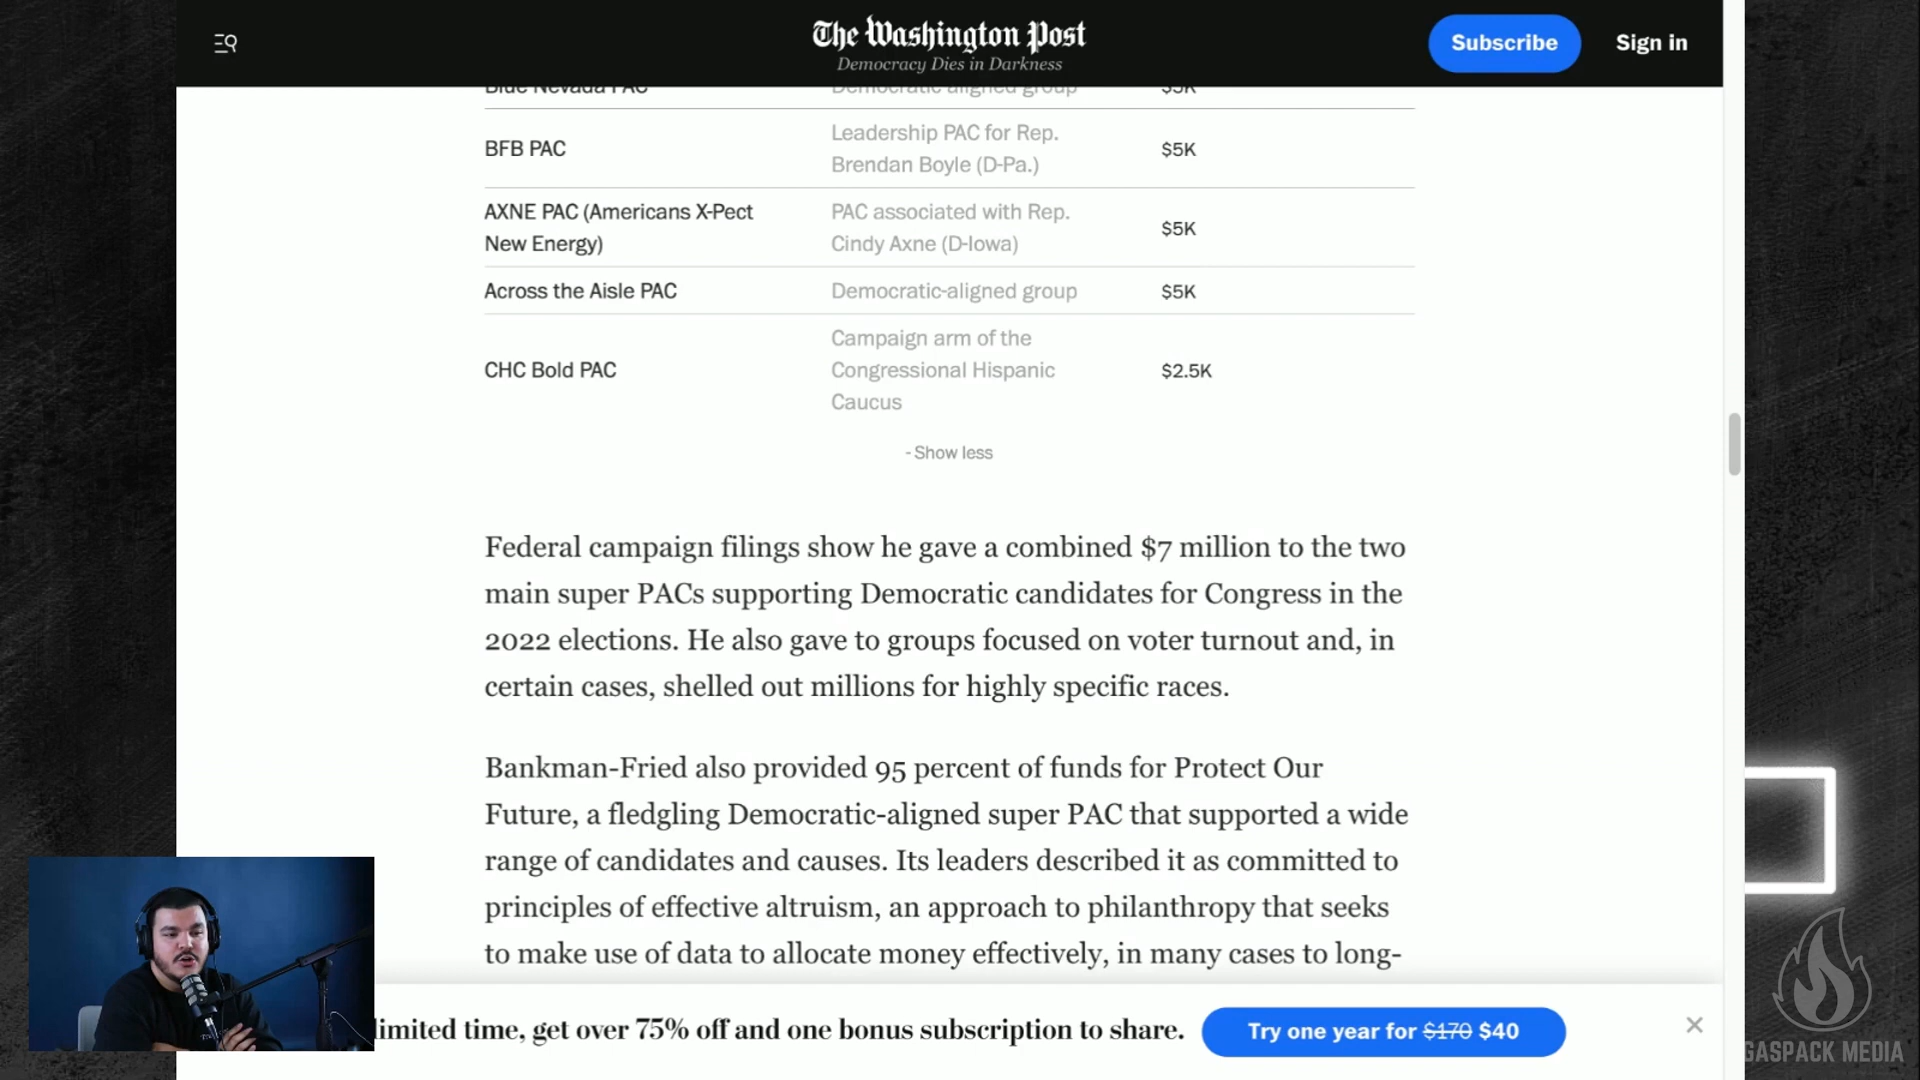 The Washington Post
Democracy Dies in Darkness
Subscribe
Sign in
Blue Nevada PAC Democratic-aligned group $5K
BFB PAC Leadership PAC for Rep. Brendan Boyle (D-Pa.) $5K
AXNE PAC (Americans X-Pect New Energy) PAC associated with Rep. Cindy Axne (D-Iowa) $5K
Across the Aisle PAC Democratic-aligned group $5K
CHC Bold PAC Campaign arm of the Congressional Hispanic Caucus $2.5K
- Show less
Federal campaign filings show he gave a combined $7 million to the two
main super PACs supporting Democratic candidates for Congress in the
2022 elections. He also gave to groups focused on voter turnout and, in
certain cases, shelled out millions for highly specific races.
Bankman-Fried also provided 95 percent of funds for Protect Our
Future, a fledgling Democratic-aligned super PAC that supported a wide
range of candidates and causes. Its leaders described it as committed to
principles of effective altruism, an approach to philanthropy that seeks
to make use of data to allocate money effectively, in many cases to long-
limited time, get over 75% off and one bonus subscription to share.
Try one year for $170 $40
GASPACK MEDIA